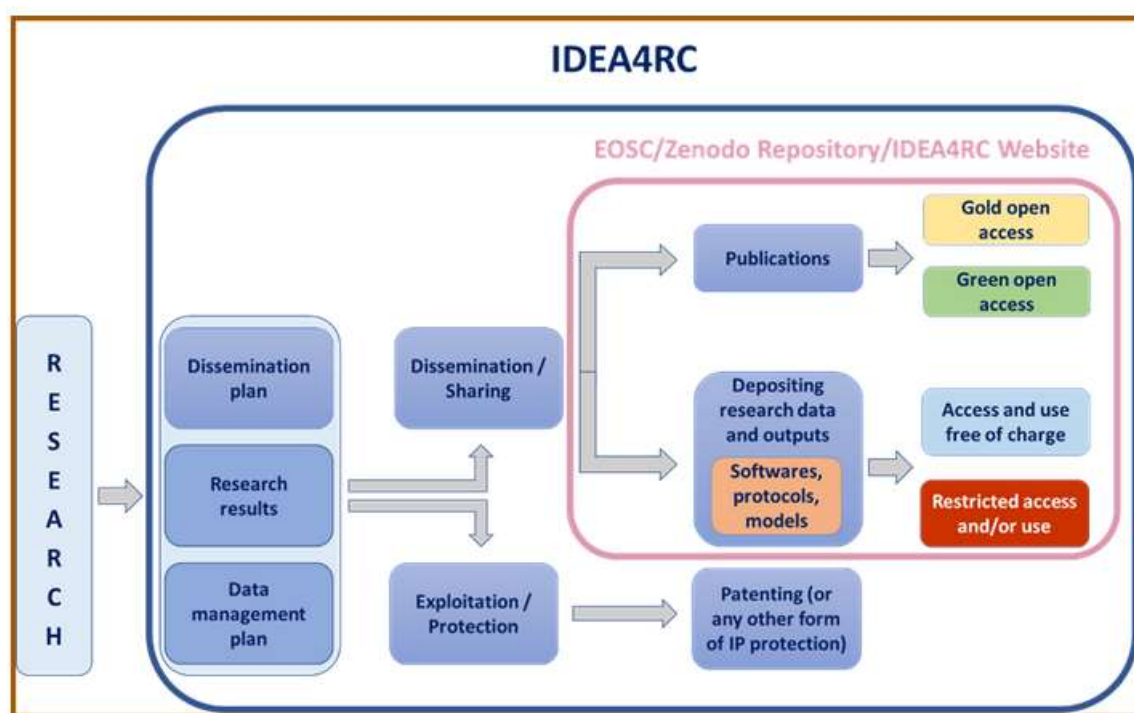 IDEA4RC
EOSC/Zenodo Repository/IDEA4RC Website
RESEARCH
Dissemination
plan
Research
results
Data
management
plan
Dissemination /
Sharing
Exploitation /
Protection
Publications
Gold open
access
Green open
access
Depositing
research data
and outputs
Softwares,
protocols,
models
Access and use
free of charge
Restricted access
and/or use
Patenting (or
any other form
of IP protection)